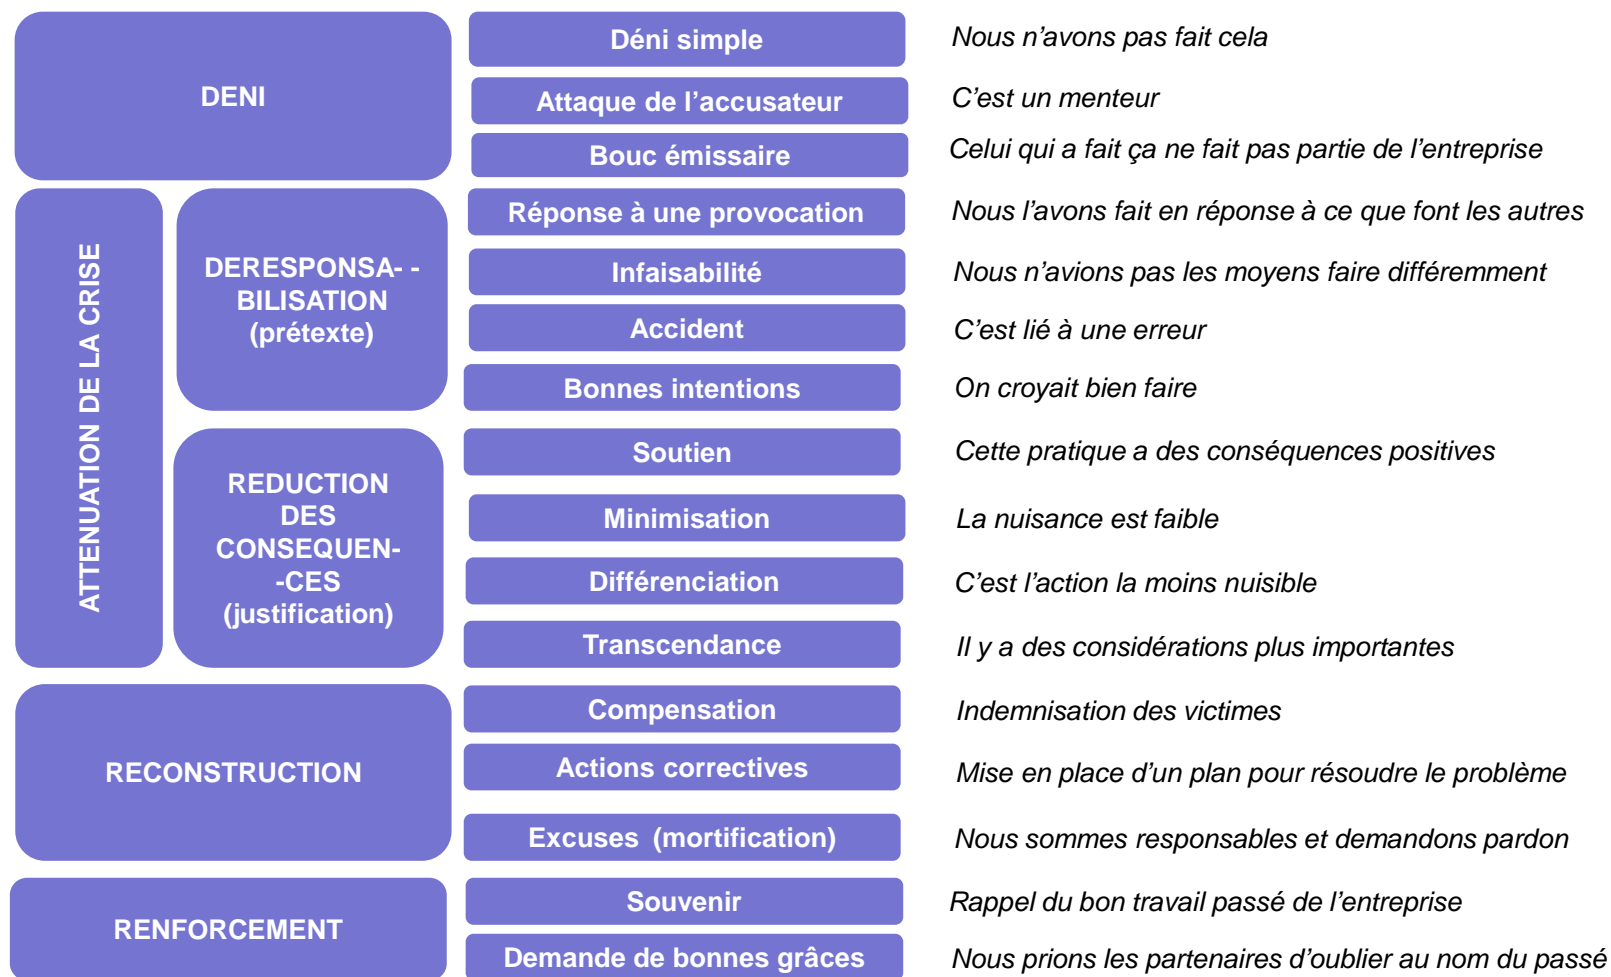 DENI
Déni simple
Nous n’avons pas fait cela
Attaque de l’accusateur
C’est un menteur
Bouc émissaire
Celui qui a fait ça ne fait pas partie de l’entreprise
ATTENUATION DE LA CRISE
DERESPONSA- -
BILISATION
(prétexte)
Réponse à une provocation
Nous l’avons fait en réponse à ce que font les autres
Infaisabilité
Nous n’avions pas les moyens faire différemment
Accident
C’est lié à une erreur
Bonnes intentions
On croyait bien faire
REDUCTION
DES
CONSEQUEN-
-CES
(justification)
Soutien
Cette pratique a des conséquences positives
Minimisation
La nuisance est faible
Différenciation
C’est l’action la moins nuisible
Transcendance
Il y a des considérations plus importantes
RECONSTRUCTION
Compensation
Indemnisation des victimes
Actions correctives
Mise en place d’un plan pour résoudre le problème
Excuses (mortification)
Nous sommes responsables et demandons pardon
RENFORCEMENT
Souvenir
Rappel du bon travail passé de l’entreprise
Demande de bonnes grâces
Nous prions les partenaires d’oublier au nom du passé